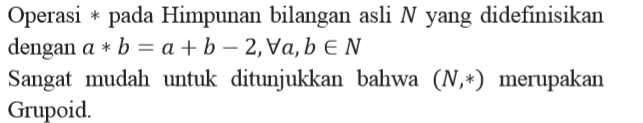 Operasi * pada Himpunan bilangan asli N yang didefinisikan
dengan a * b = a + b − 2, ∀a, b ∈ N
Sangat mudah untuk ditunjukkan bahwa (N,*) merupakan
Grupoid.